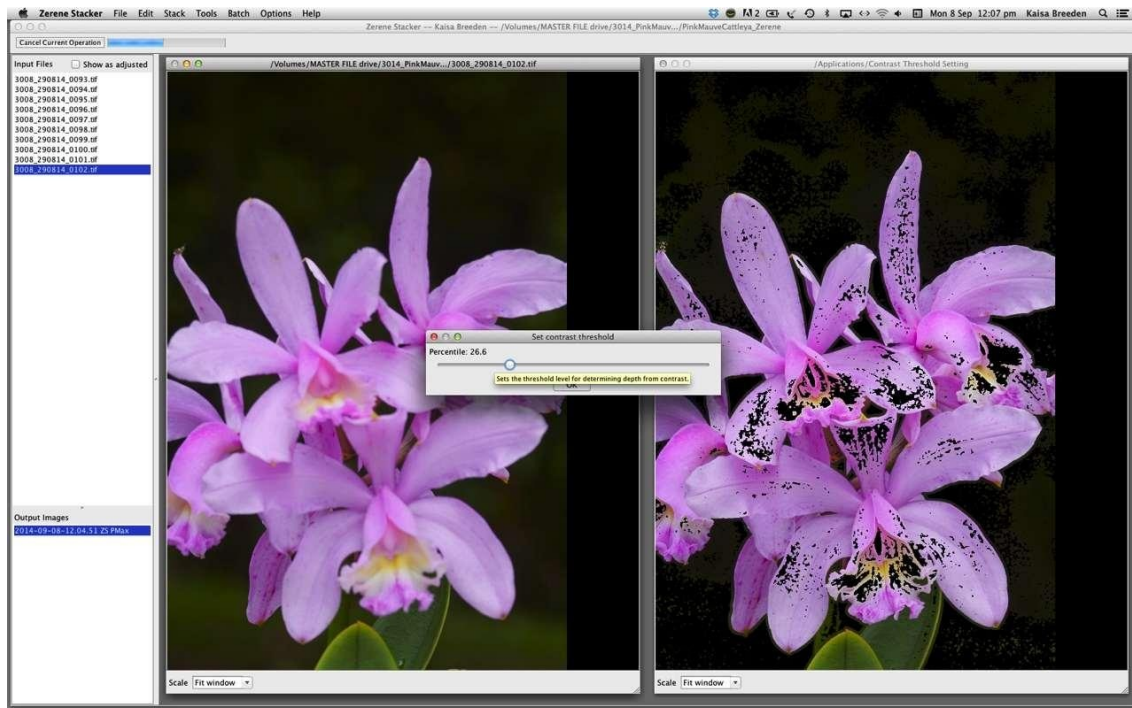 Zerene Stacker File Edit Stack Tools Batch Options Help 2 Mon 8 Sep 12:07 pm Kaisa Breeden
Zerene Stacker -- Kaisa Breeden -- /Volumes/MASTER FILE drive/3014_PinkMauv.../PinkMauveCattleya_Zerene
Cancel Current Operation
Input Files Show as adjusted
3008_290814_0093.tif
3008_290814_0094.tif
3008_290814_0095.tif
3008_290814_0096.tif
3008_290814_0097.tif
3008_290814_0098.tif
3008_290814_0099.tif
3008_290814_0100.tif
3008_290814_0101.tif
3008_290814_0102.tif
Output Images
2014-09-08-12.04.51 ZS PMax
/Volumes/MASTER FILE drive/3014_PinkMauv.../3008_290814_0102.tif
Scale Fit window
Set contrast threshold
Percentile: 26.6
Sets the threshold level for determining depth from contrast.
OK
/Applications/Contrast Threshold Setting
Scale Fit window